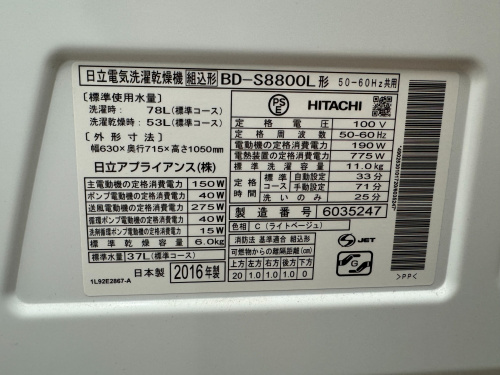 日立電気洗濯乾燥機 組込形 BD-S8800L形 50-60Hz共用
[標準使用水量]
洗濯時: 78L(標準コース)
洗濯乾燥時: 53L(標準コース)
[外形寸法]
幅630×奥行715×高さ1050mm
日立アプライアンス(株)
主電動機の定格消費電力 150W
ポンプ電動機の定格消費電力 40W
送風電動機の定格消費電力 275W
循環ポンプ電動機の定格消費電力 40W
洗剤循環ポンプの定格消費電力 15W
標準乾燥容量 6.0kg
標準水量 37L(標準コース)
日本製 2016年製
1L92E2867-A
PSE HITACHI
定格電圧 100V
定格周波数 50-60Hz
電動機の定格消費電力 190W
電熱装置の定格消費電力 775W
標準洗濯容量 11.0kg
定格時間 標準コース 自動設定 33分
手動設定 71分
洗いのみ 25分
製造番号 6035247
色相 C(ライトベージュ)
消防法 基準適合 組込形
可燃物からの離隔距離(cm)
上方 左方 右方 前方 後方 下方
20 1.0 1.0 0 1.0 0
S JET
G
>PP<